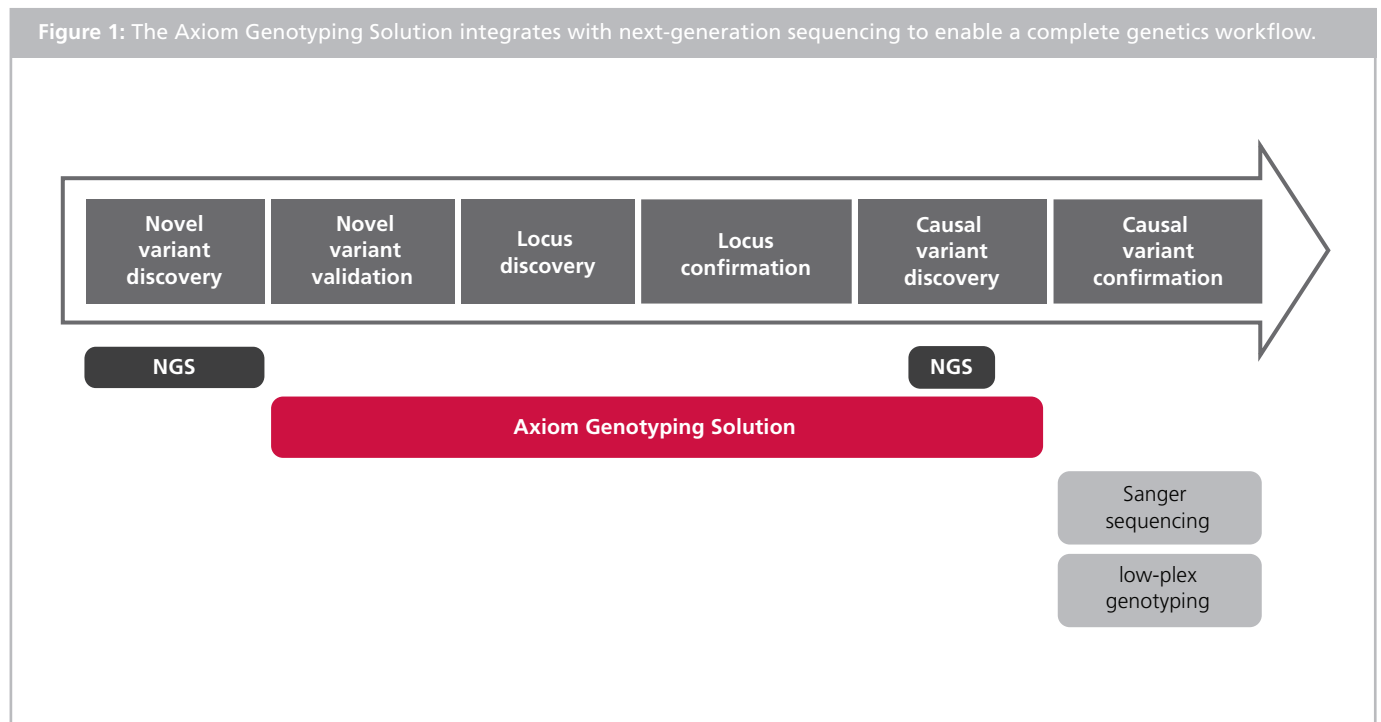 Figure 1: The Axiom Genotyping Solution integrates with next-generation sequencing to enable a complete genetics workflow.
Novel
variant
discovery
Novel
variant
validation
Locus
discovery
Locus
confirmation
Causal
variant
discovery
Causal
variant
confirmation
NGS
NGS
Axiom Genotyping Solution
Sanger
sequencing
low-plex
genotyping